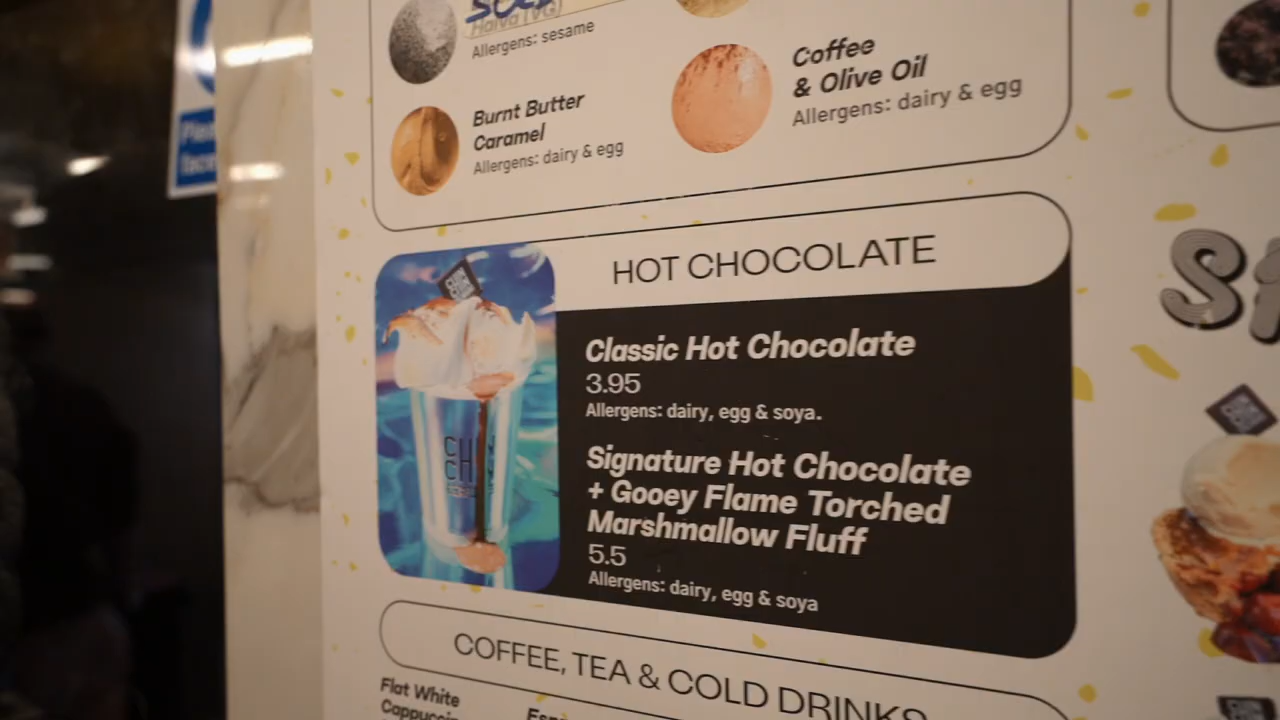 Halva (VG)
Allergens: sesame
Burnt Butter
Caramel
Allergens: dairy & egg
Coffee
& Olive Oil
Allergens: dairy & egg
HOT CHOCOLATE
Classic Hot Chocolate
3.95
Allergens: dairy, egg & soya.
Signature Hot Chocolate
+ Gooey Flame Torched
Marshmallow Fluff
5.5
Allergens: dairy, egg & soya
COFFEE, TEA & COLD DRINKS
Flat White